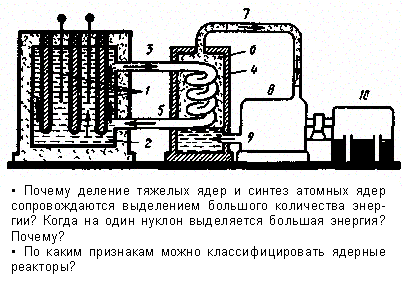 7
3
6
4
1
8
10
5
9
2
• Почему деление тяжелых ядер и синтез атомных ядер
сопровождаются выделением большого количества энер-
гии? Когда на один нуклон выделяется большая энергия?
Почему?
• По каким признакам можно классифицировать ядерные
реакторы?